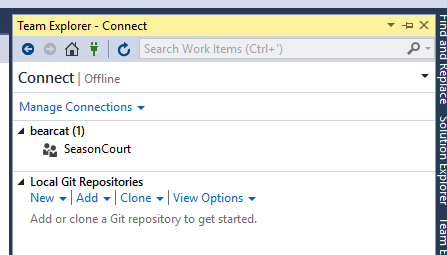 Team Explorer - Connect
Search Work Items (Ctrl+')
Connect | Offline
Manage Connections
bearcat (1)
SeasonCourt
Local Git Repositories
New | Add | Clone | View Options
Add or clone a Git repository to get started.
Find and Replace
Solution Explorer
Team E